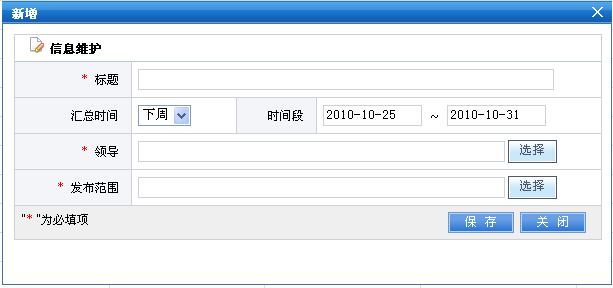 新增
信息维护
* 标题
汇总时间 下周 时间段 2010-10-25 ~ 2010-10-31
* 领导 选择
* 发布范围 选择
"* "为必填项 保 存 关 闭